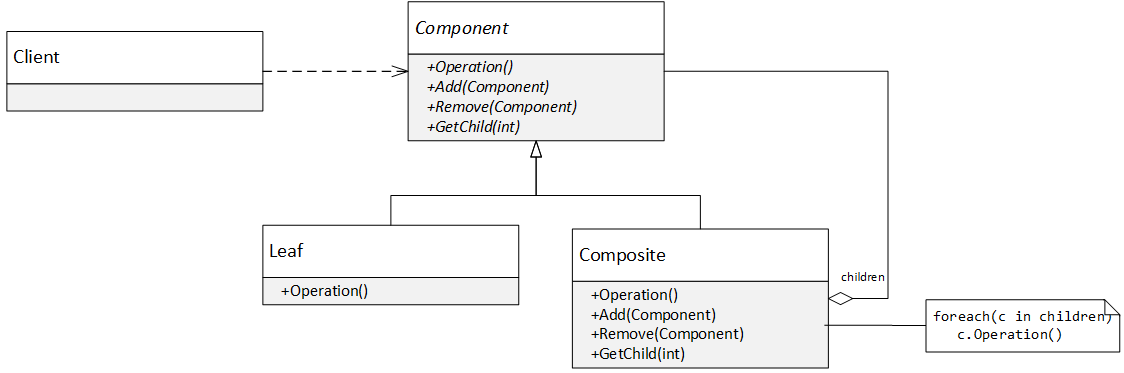 Client
Component
+Operation()
+Add(Component)
+Remove(Component)
+GetChild(int)
Leaf
+Operation()
Composite
+Operation()
+Add(Component)
+Remove(Component)
+GetChild(int)
children
foreach(c in children)
c.Operation()